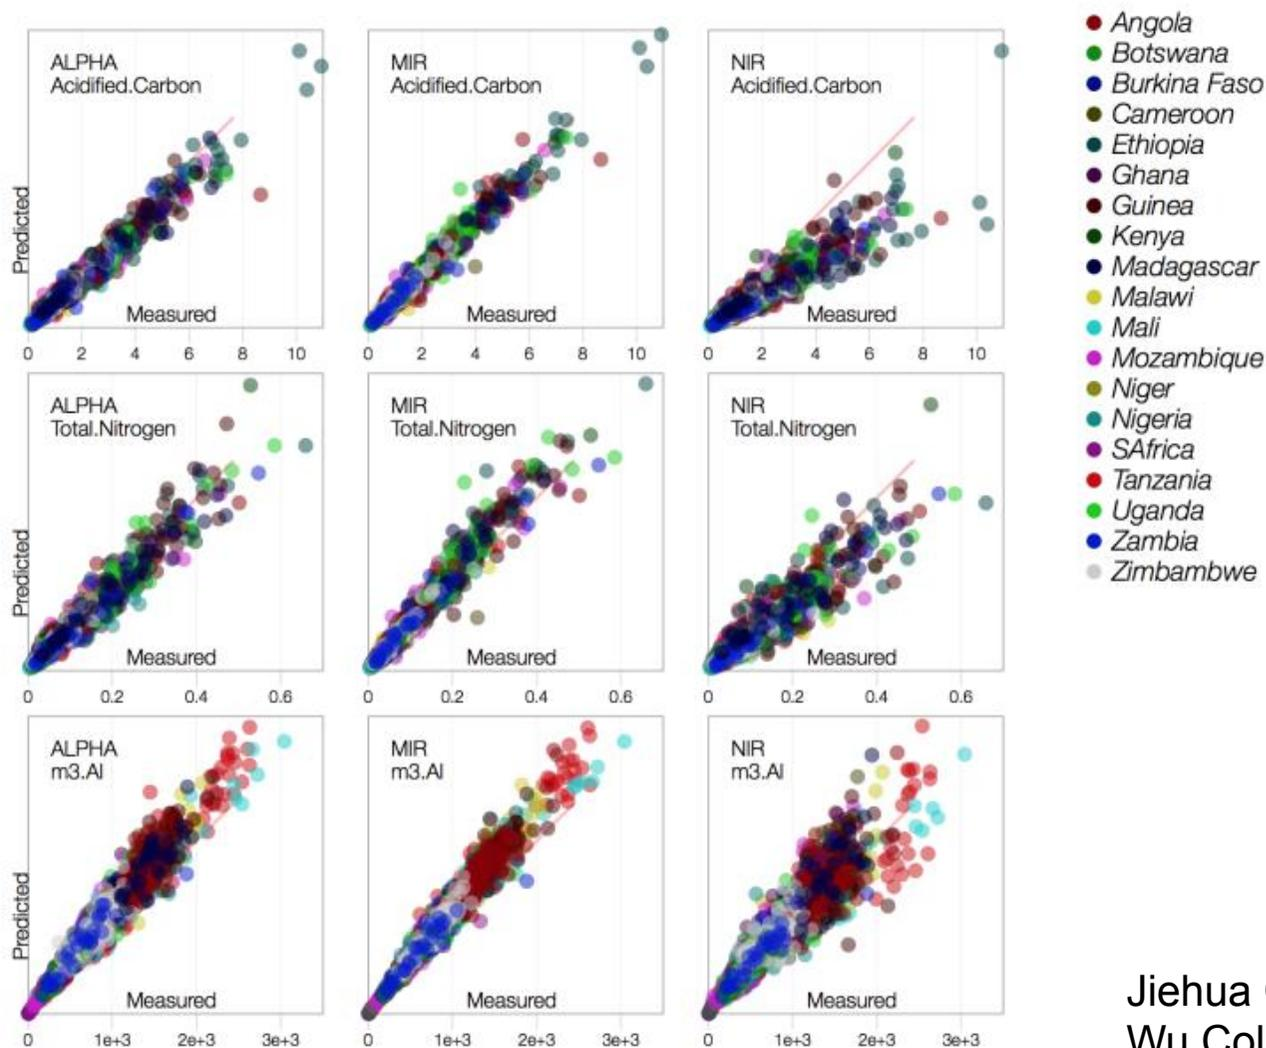 ALPHA
Acidified.Carbon
Predicted
Measured
0 2 4 6 8 10
MIR
Acidified.Carbon
Measured
0 2 4 6 8 10
NIR
Acidified.Carbon
Measured
0 2 4 6 8 10
ALPHA
Total.Nitrogen
Predicted
Measured
0 0.2 0.4 0.6
MIR
Total.Nitrogen
Measured
0 0.2 0.4 0.6
NIR
Total.Nitrogen
Measured
0 0.2 0.4 0.6
ALPHA
m3.Al
Predicted
Measured
0 1e+3 2e+3 3e+3
MIR
m3.Al
Measured
0 1e+3 2e+3 3e+3
NIR
m3.Al
Measured
0 1e+3 2e+3 3e+3
Angola
Botswana
Burkina Faso
Cameroon
Ethiopia
Ghana
Guinea
Kenya
Madagascar
Malawi
Mali
Mozambique
Niger
Nigeria
SAfrica
Tanzania
Uganda
Zambia
Zimbambwe
Jiehua
Wu Col